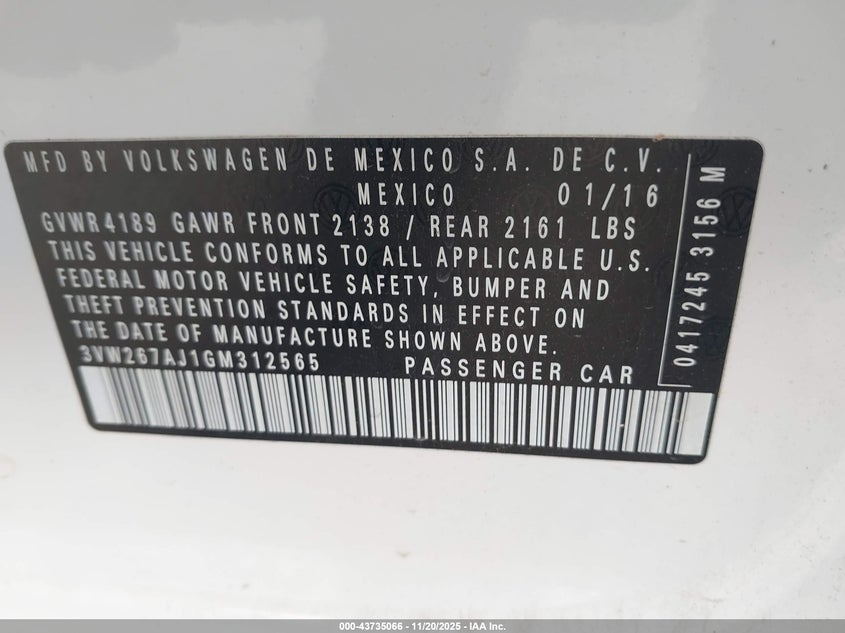 MFD BY VOLKSWAGEN DE MEXICO S.A. DE C.V.
MEXICO 01/16
GVWR 4189 GAWR FRONT 2138 / REAR 2161 LBS
THIS VEHICLE CONFORMS TO ALL APPLICABLE U.S.
FEDERAL MOTOR VEHICLE SAFETY, BUMPER AND
THEFT PREVENTION STANDARDS IN EFFECT ON
THE DATE OF MANUFACTURE SHOWN ABOVE.
3VW267AJ1GM312565 PASSENGER CAR
0417245 3156 M
000-43735066 | 11/20/2025 | IAA Inc.